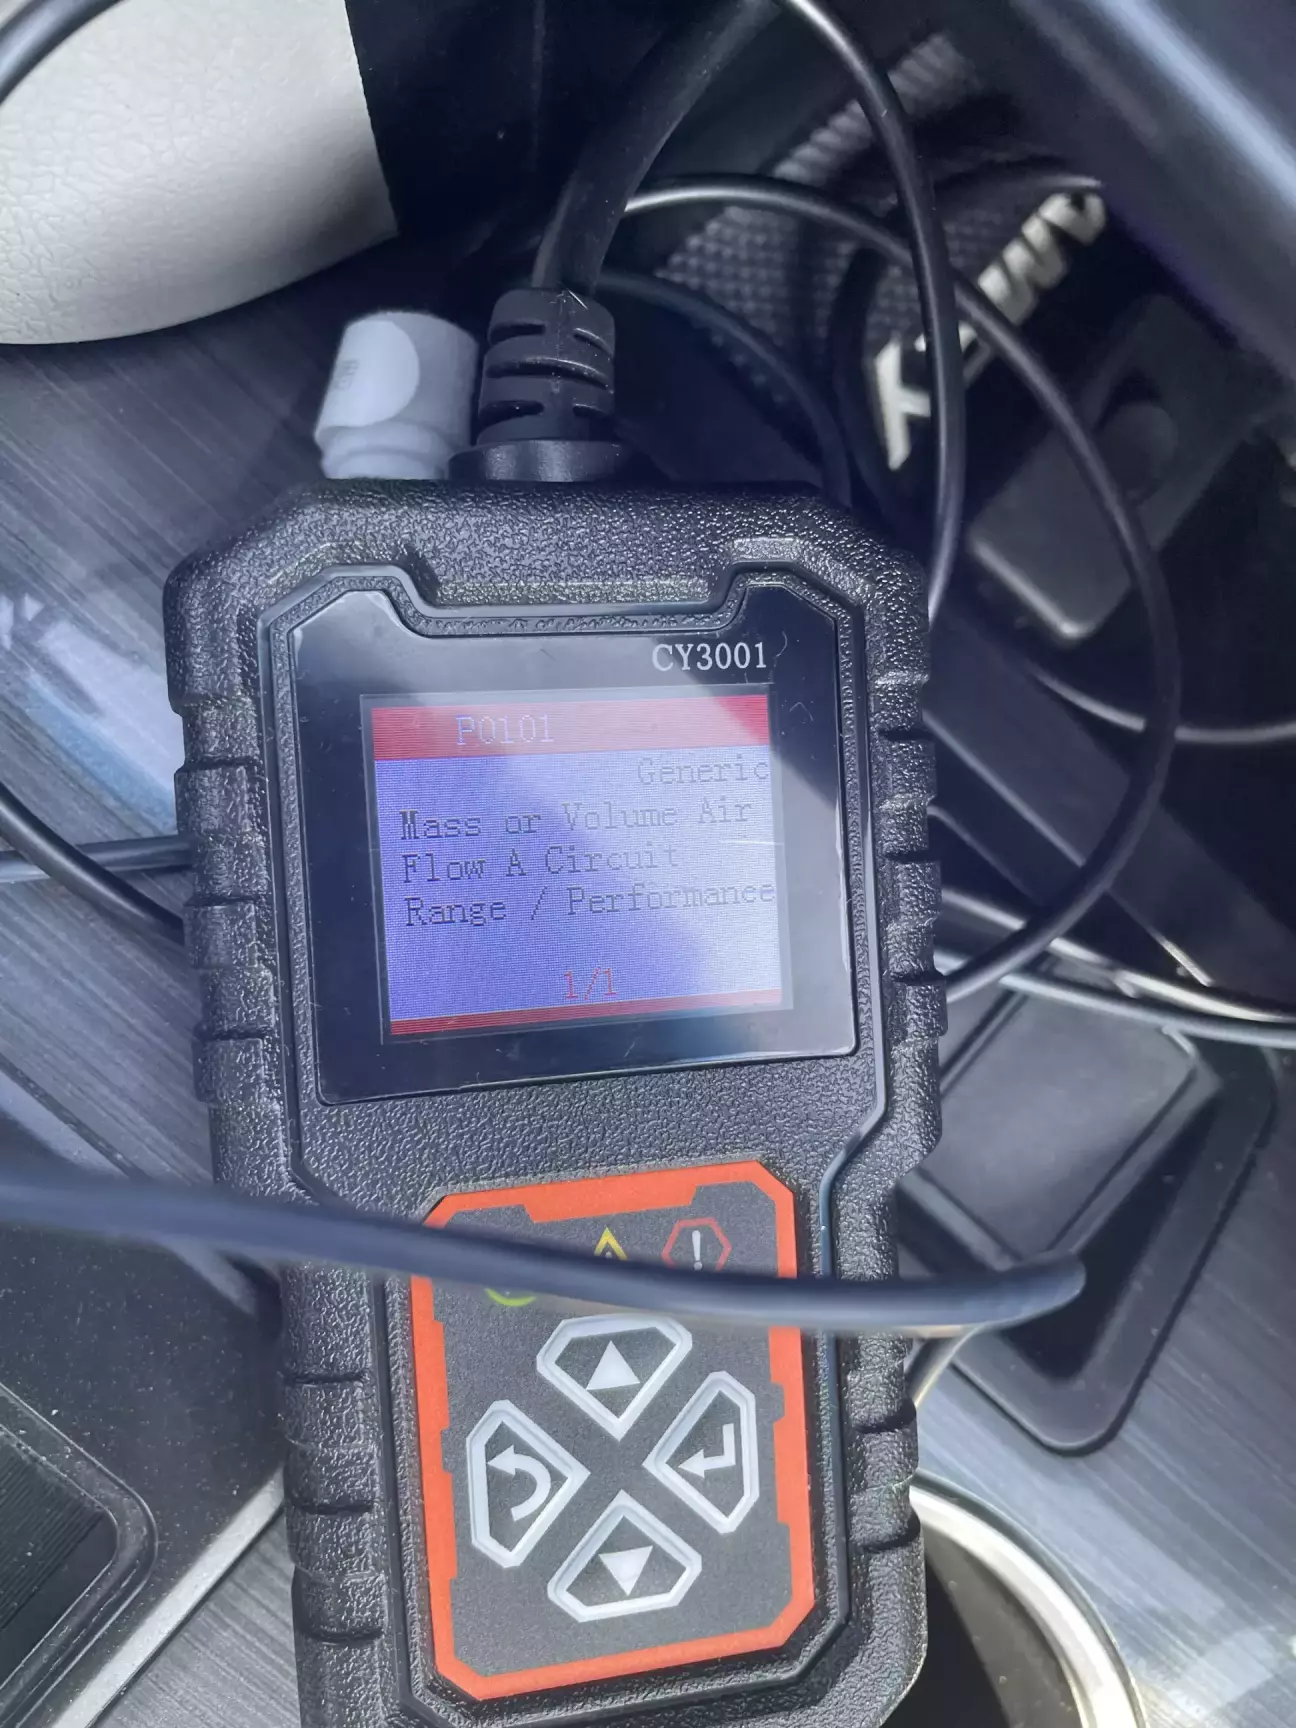 CY3001
P0101
Generic
Mass or Volume Air
Flow A Circuit
Range / Performance
1/1